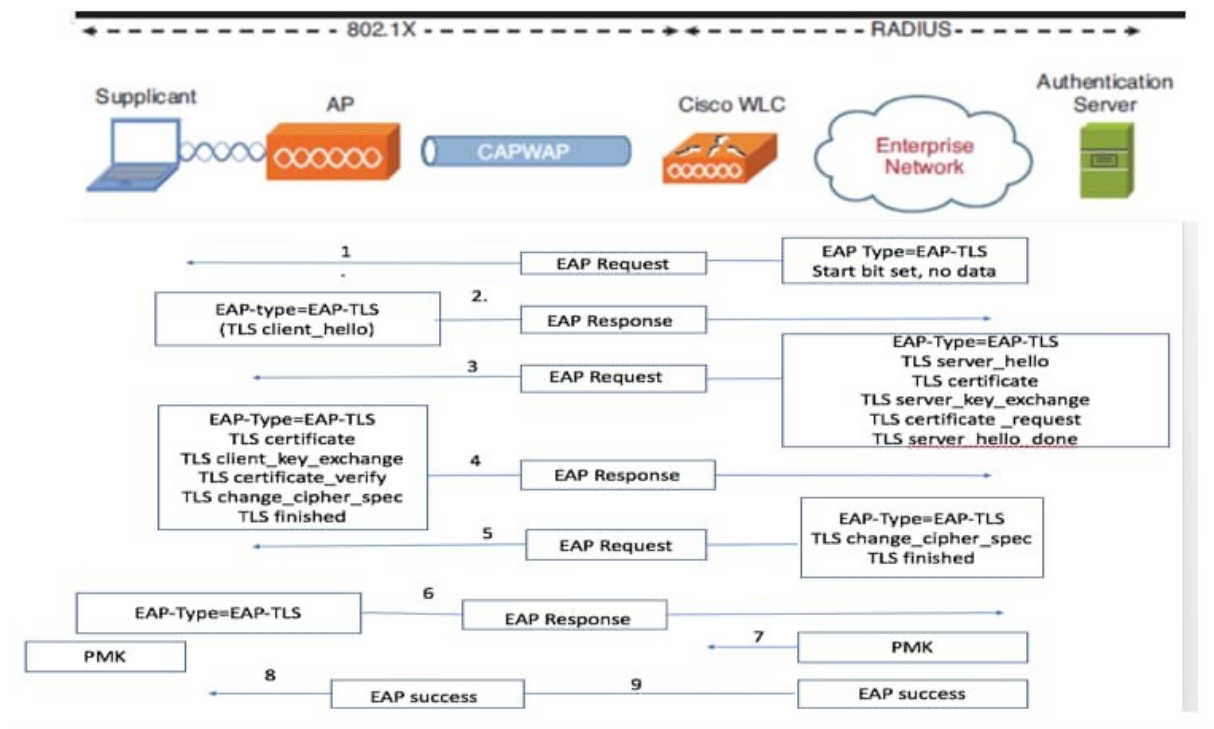 802.1X
RADIUS
Supplicant
AP
Cisco WLC
Authentication
Server
CAPWAP
Enterprise
Network
1
.
EAP Request
EAP Type=EAP-TLS
Start bit set, no data
EAP-type=EAP-TLS
(TLS client_hello)
2.
EAP Response
3
EAP Request
EAP-Type=EAP-TLS
TLS server_hello
TLS certificate
TLS server_key_exchange
TLS certificate _request
TLS server_hello_done
EAP-Type=EAP-TLS
TLS certificate
TLS client_key_exchange
TLS certificate_verify
TLS change_cipher_spec
TLS finished
4
EAP Response
5
EAP Request
EAP-Type=EAP-TLS
TLS change_cipher_spec
TLS finished
EAP-Type=EAP-TLS
6
EAP Response
7
PMK
PMK
8
EAP success
9
EAP success